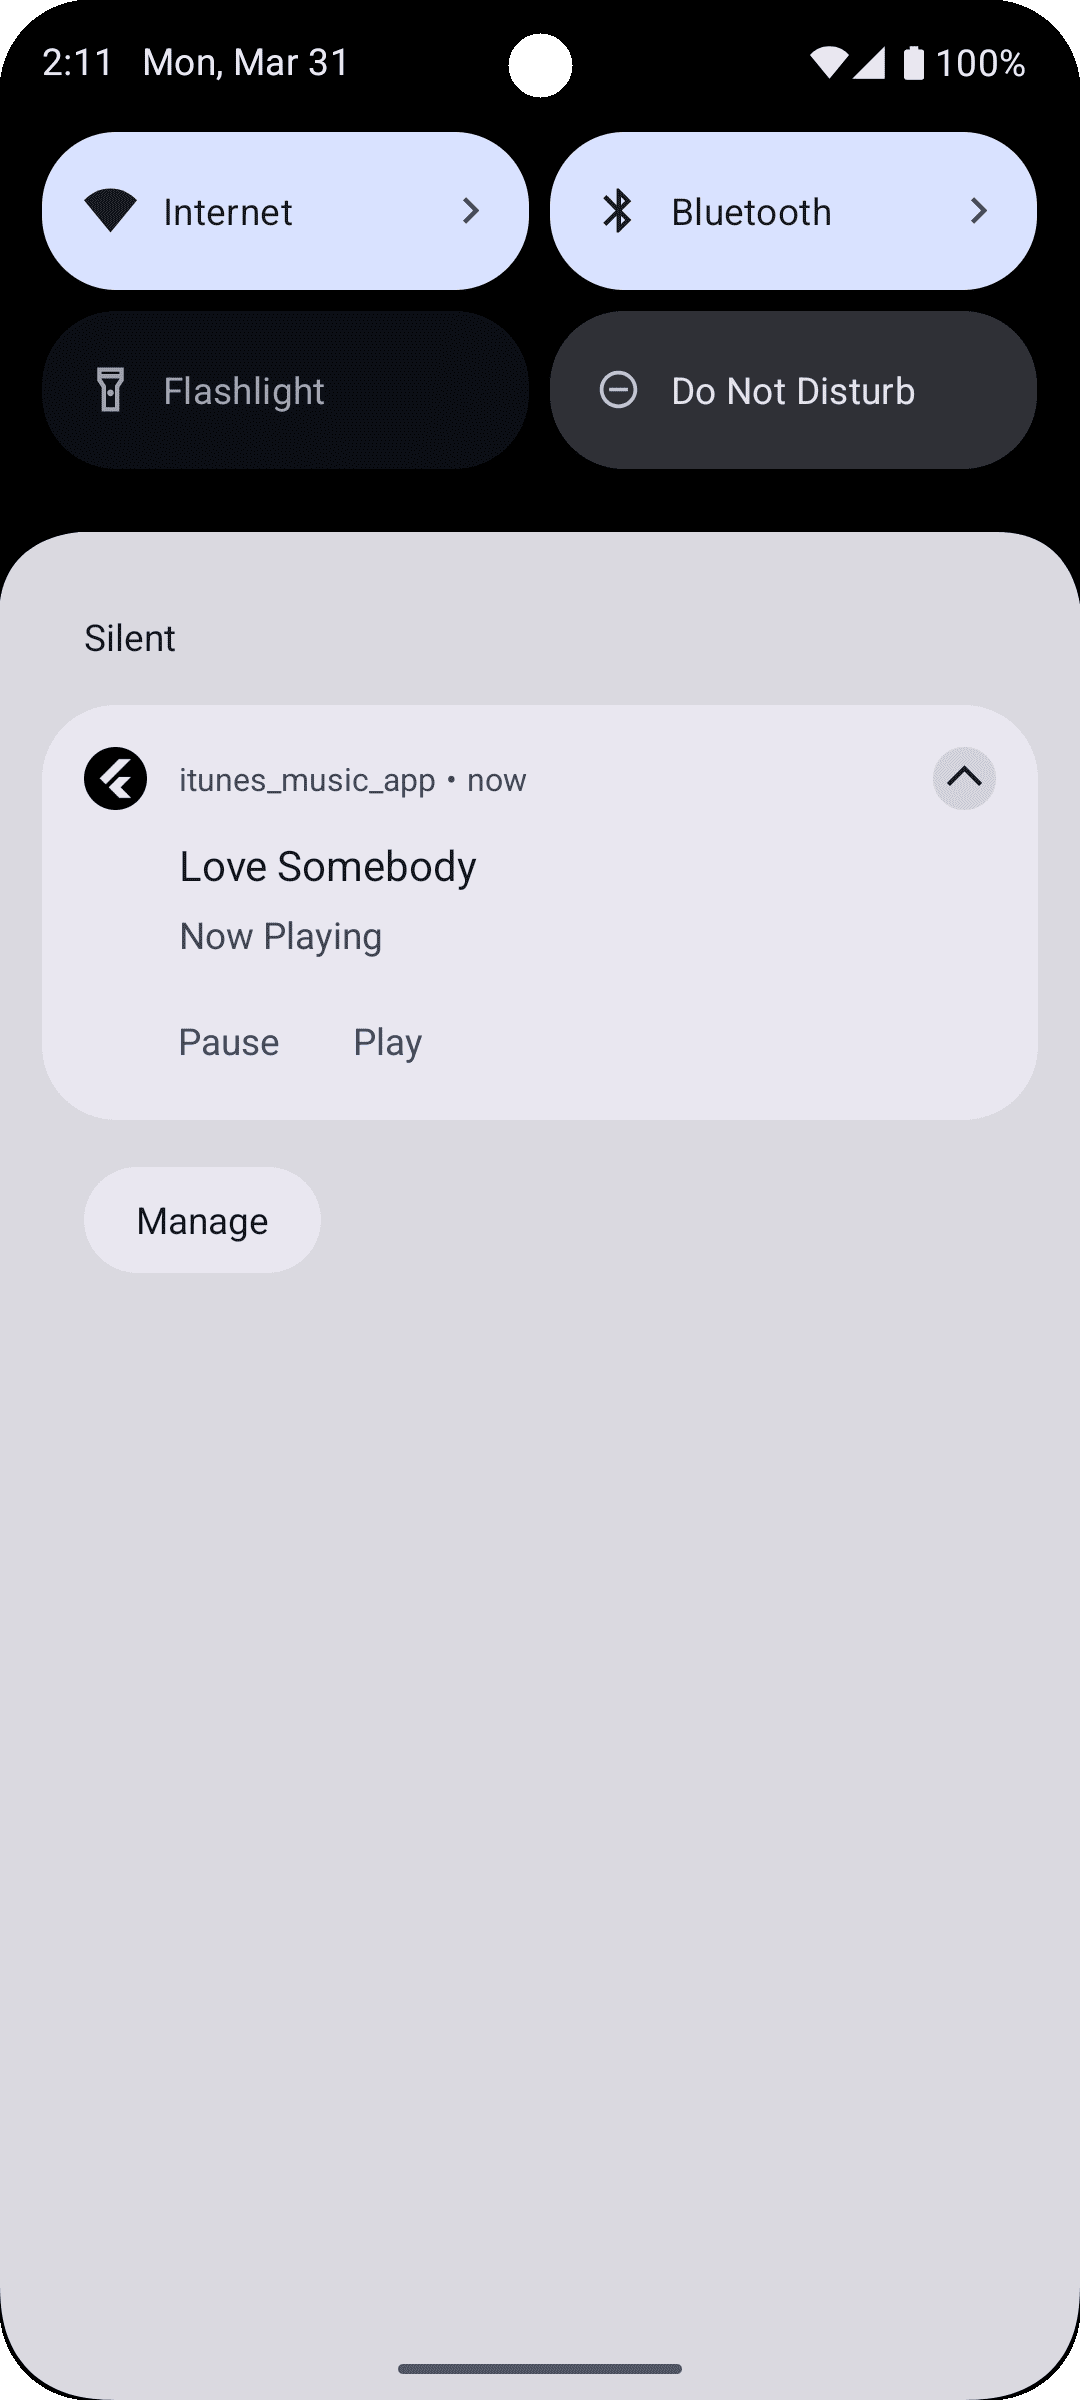 2:11 Mon, Mar 31 100%
Internet Bluetooth
Flashlight Do Not Disturb
Silent
itunes_music_app • now
Love Somebody
Now Playing
Pause Play
Manage